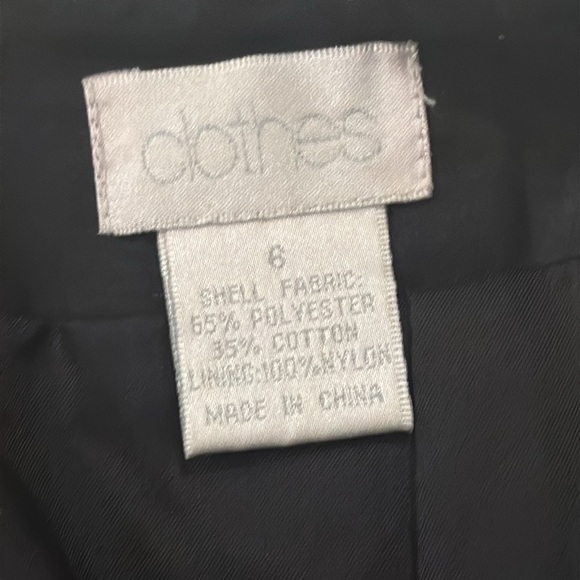 clothes
6
SHELL FABRIC:
65% POLYESTER
35% COTTON
LINING:100%NYLON
MADE IN CHINA